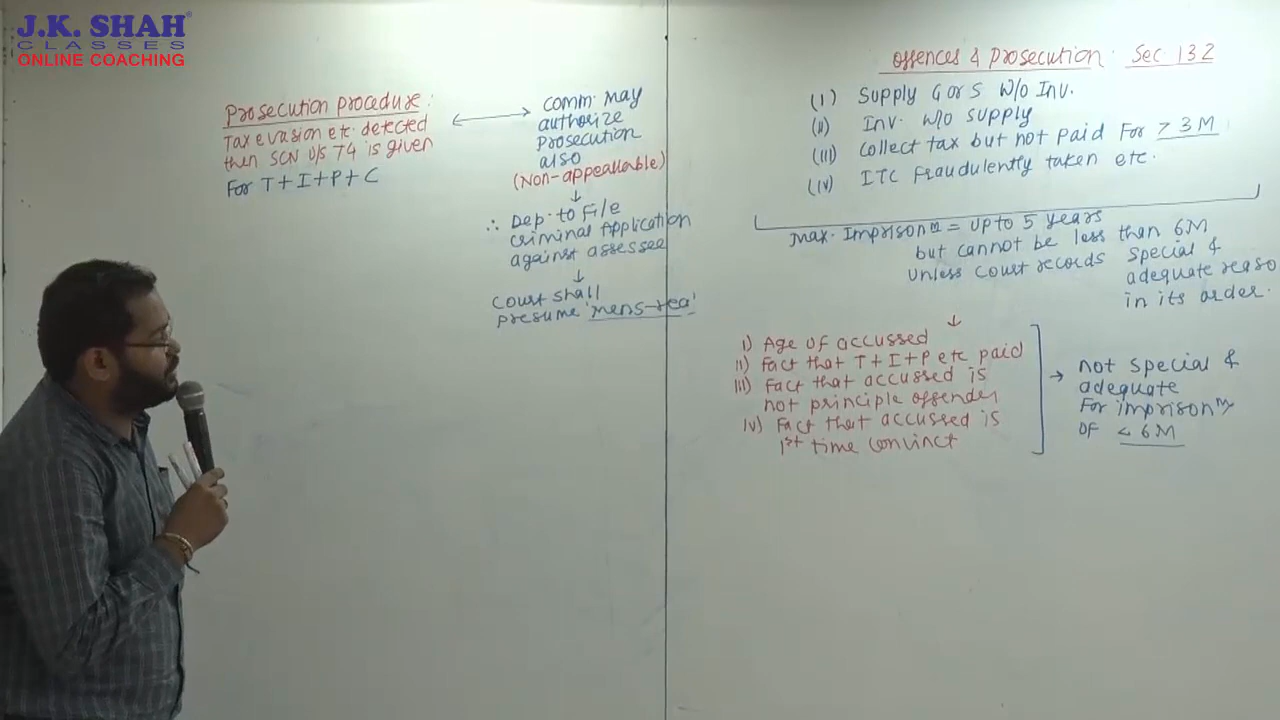 J.K. SHAH®
CLASSES
ONLINE COACHING
Prosecution procedure:
Tax evasion etc. detected
then SCN U/S 74 is given
For T+I+P+C
comm. may
authorize
prosecution
also
(Non-appealable)
↓
∴ Dep. to File
criminal Application
against assessee
↓
Court shall
presume 'mens-rea'
offences & prosecution: Sec 132
(I) Supply G or S W/o Inv.
(II) Inv. W/o supply
(III) Collect tax but not paid For > 3M
(IV) ITC Fraudulently taken etc.
Max. Imprisonm = upto 5 years
but cannot be less than 6M
unless court records special &
adequate reaso
in its order.
↓
I) Age of accussed
II) Fact that T+I+P etc paid
III) Fact that accussed is
not principle offender
IV) Fact that accussed is
1st time convinct
→ not special &
adequate
For imprisonm
OF < 6M